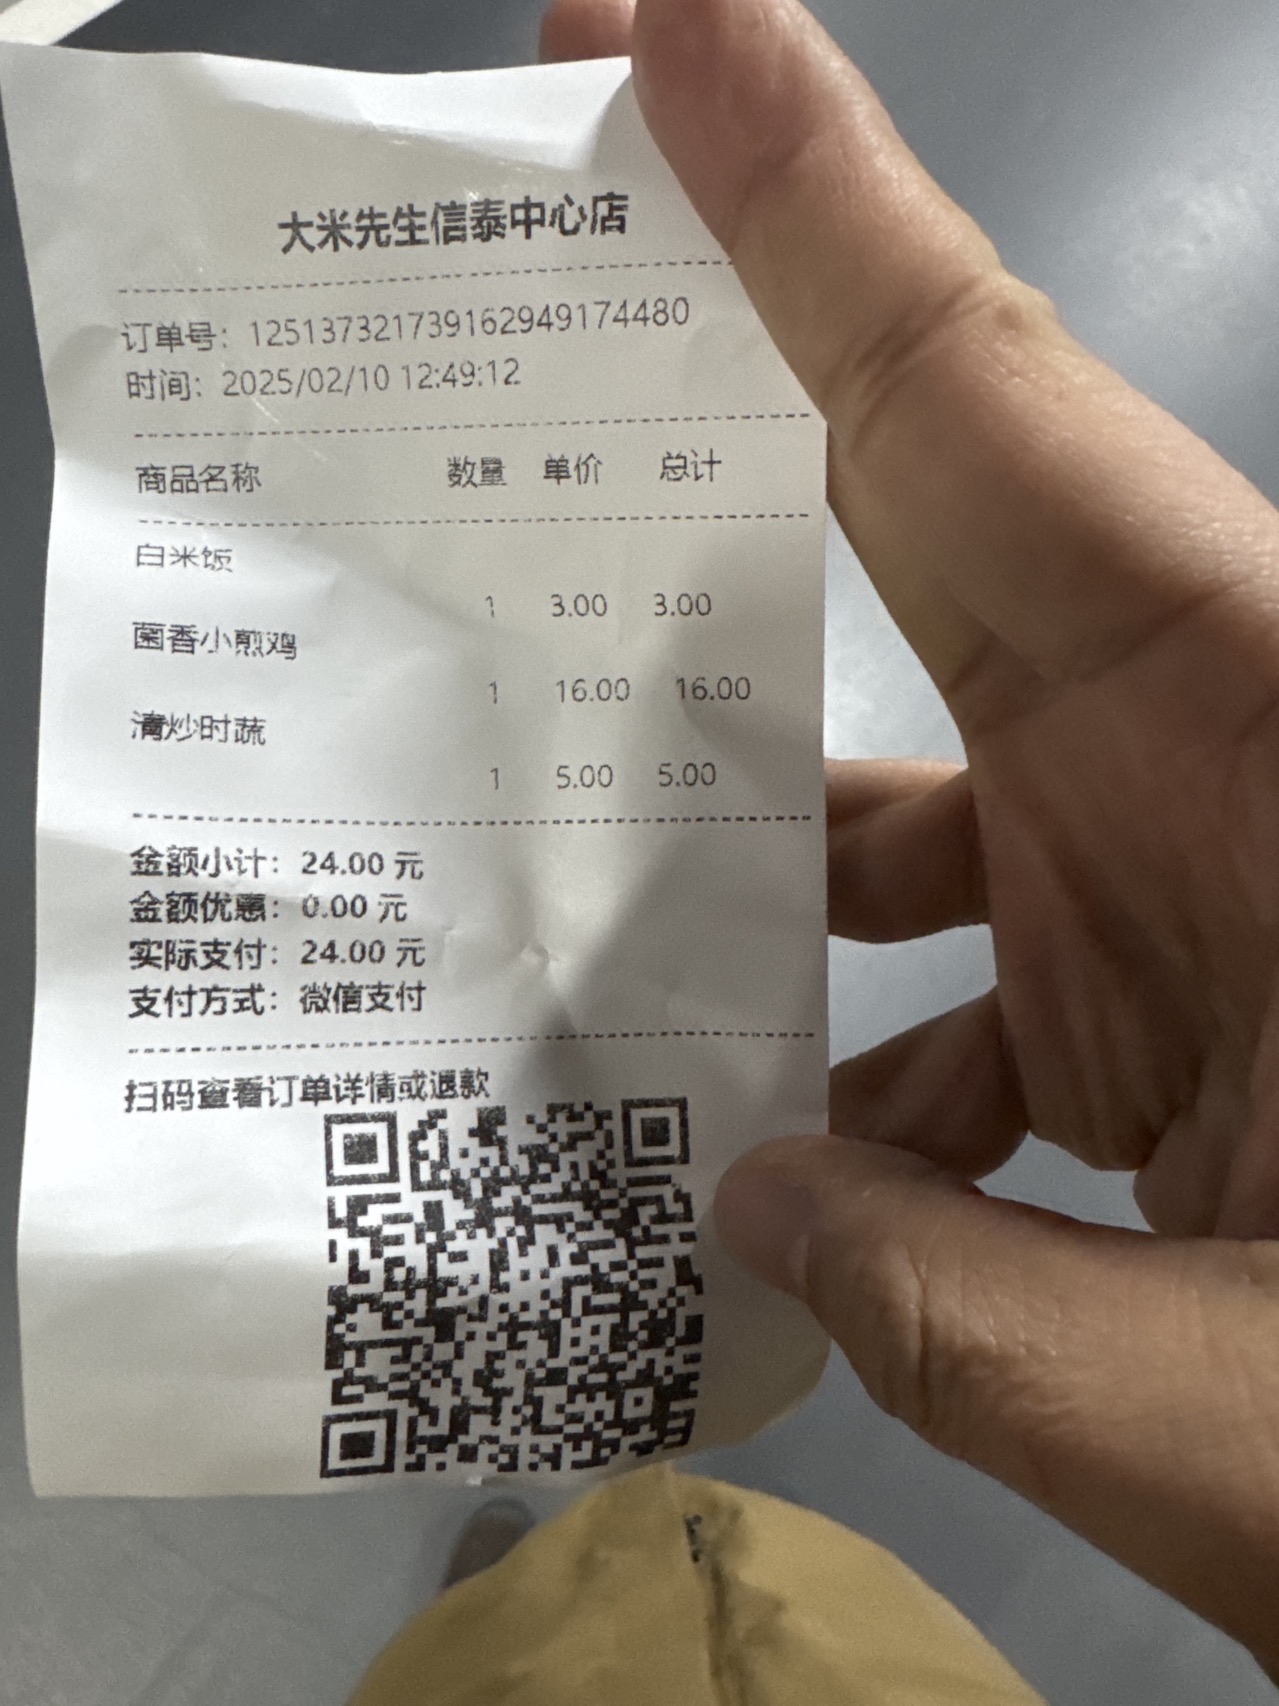 大米先生信泰中心店
订单号：1251373217391629​49174480
时间：2025/02/10 12:49:12
商品名称 数量 单价 总计
白米饭
1 3.00 3.00
菌香小煎鸡
1 16.00 16.00
清炒时蔬
1 5.00 5.00
金额小计：24.00 元
金额优惠：0.00 元
实际支付：24.00 元
支付方式：微信支付
扫码查看订单详情或退款